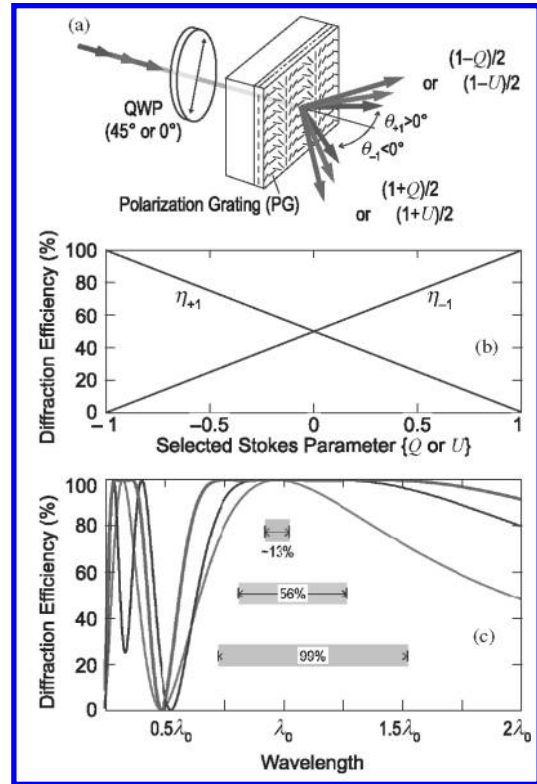 (a)
QWP
(45° or 0°)
(1−Q)/2
or (1−U)/2
θ+1>0°
θ−1<0°
(1+Q)/2
or (1+U)/2
Polarization Grating (PG)
Diffraction Efficiency (%)
100
80
60
40
20
0
η+1
η−1
(b)
−1
−0.5
0
0.5
1
Selected Stokes Parameter {Q or U}
Diffraction Efficiency (%)
100
80
60
40
20
0
~13%
56%
99%
(c)
0.5λ0
λ0
1.5λ0
2λ0
Wavelength